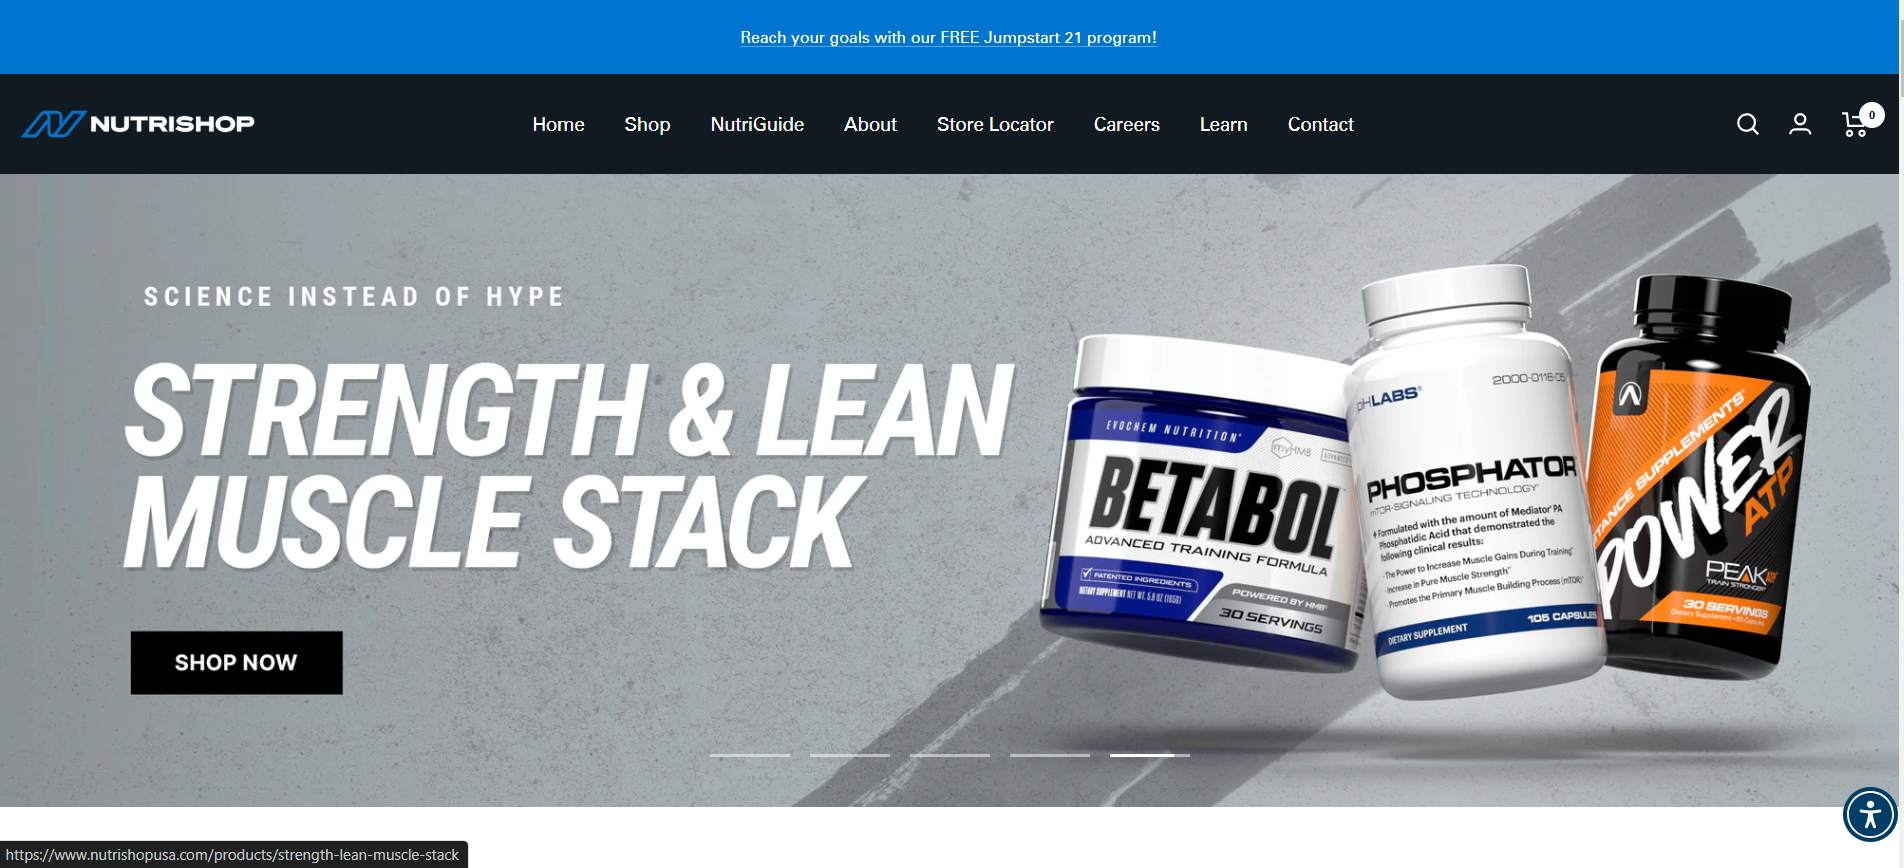 Reach your goals with our FREE Jumpstart 21 program!
NUTRISHOP
Home Shop NutriGuide About Store Locator Careers Learn Contact
0
SCIENCE INSTEAD OF HYPE
STRENGTH & LEAN
MUSCLE STACK
SHOP NOW
EVOCHEM NUTRITION®
myHMB
ADVANCED
BETABOL
ADVANCED TRAINING FORMULA
PATENTED INGREDIENTS
DIETARY SUPPLEMENT NET WT. 5.8 OZ (165G)
POWERED BY HMB®
30 SERVINGS
pHLABS®
2000-0116-05
PHOSPHATOR
mTOR-SIGNALING TECHNOLOGY
Formulated with the amount of Mediator® PA
Phosphatidic Acid that demonstrated the
following clinical results:
· The Power to Increase Muscle Gains During Training
· Increase in Pure Muscle Strength
· Promotes the Primary Muscle Building Process (mTOR)
DIETARY SUPPLEMENT
105 CAPSULES
TANCE SUPPLEMENTS®
POWER
ATP
PEAK ATP
TRAIN STRONGER
30 SERVINGS
Dietary Supplement • 90 Capsules
https://www.nutrishopusa.com/products/strength-lean-muscle-stack